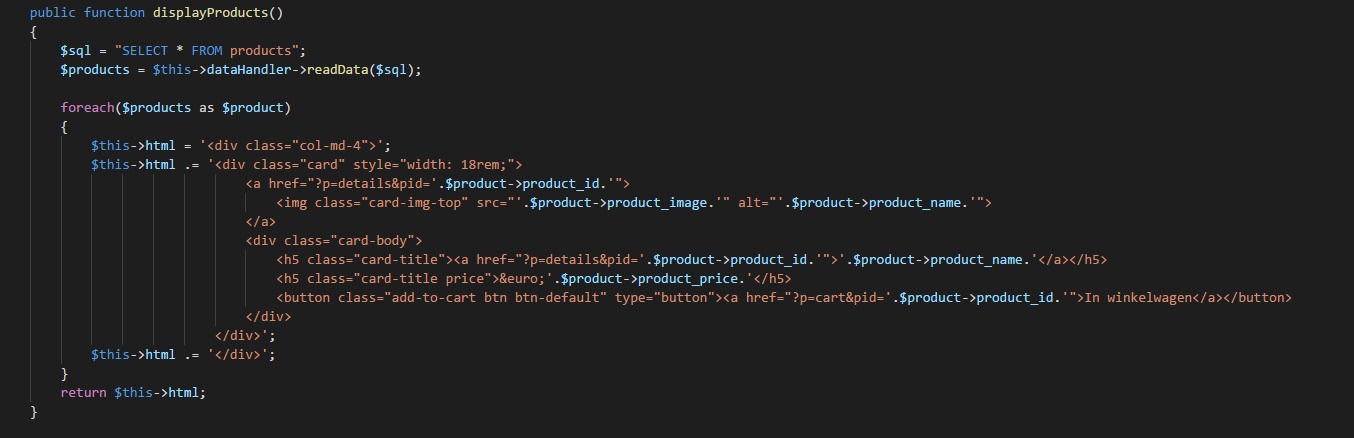 public function displayProducts()
{
$sql = "SELECT * FROM products";
$products = $this->dataHandler->readData($sql);
foreach($products as $product)
{
$this->html = '<div class="col-md-4">';
$this->html .= '<div class="card" style="width: 18rem;">
<a href="?p=details&pid='.$product->product_id.'">
<img class="card-img-top" src="'.$product->product_image.'" alt="'.$product->product_name.'">
</a>
<div class="card-body">
<h5 class="card-title"><a href="?p=details&pid='.$product->product_id.'">'.$product->product_name.'</a></h5>
<h5 class="card-title price">&euro;'.$product->product_price.'</h5>
<button class="add-to-cart btn btn-default" type="button"><a href="?p=cart&pid='.$product->product_id.'">In winkelwagen</a></button>
</div>
</div>';
$this->html .= '</div>';
}
return $this->html;
}